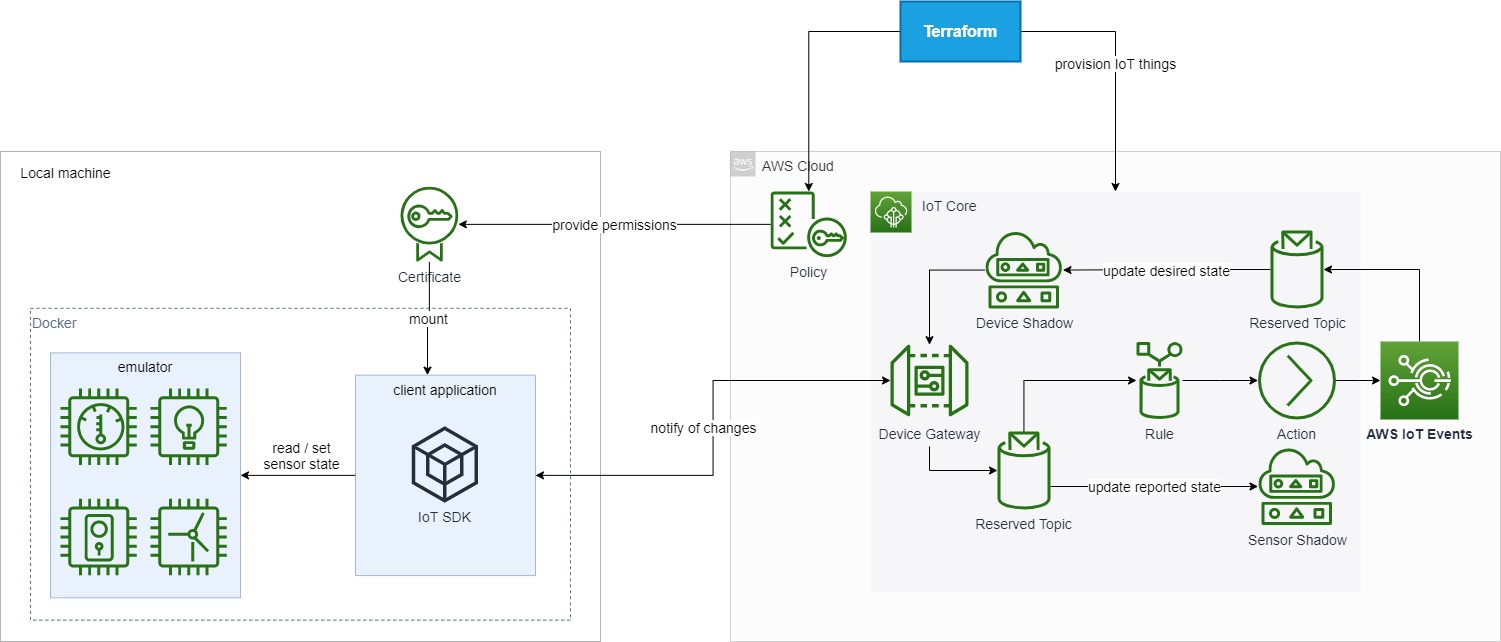 Terraform
provision IoT things
Local machine
aws
AWS Cloud
IoT Core
provide permissions
Policy
Certificate
update desired state
Device Shadow
Reserved Topic
mount
Docker
emulator
client application
notify of changes
Device Gateway
Rule
Action
AWS IoT Events
read / set
sensor state
update reported state
IoT SDK
Reserved Topic
Sensor Shadow